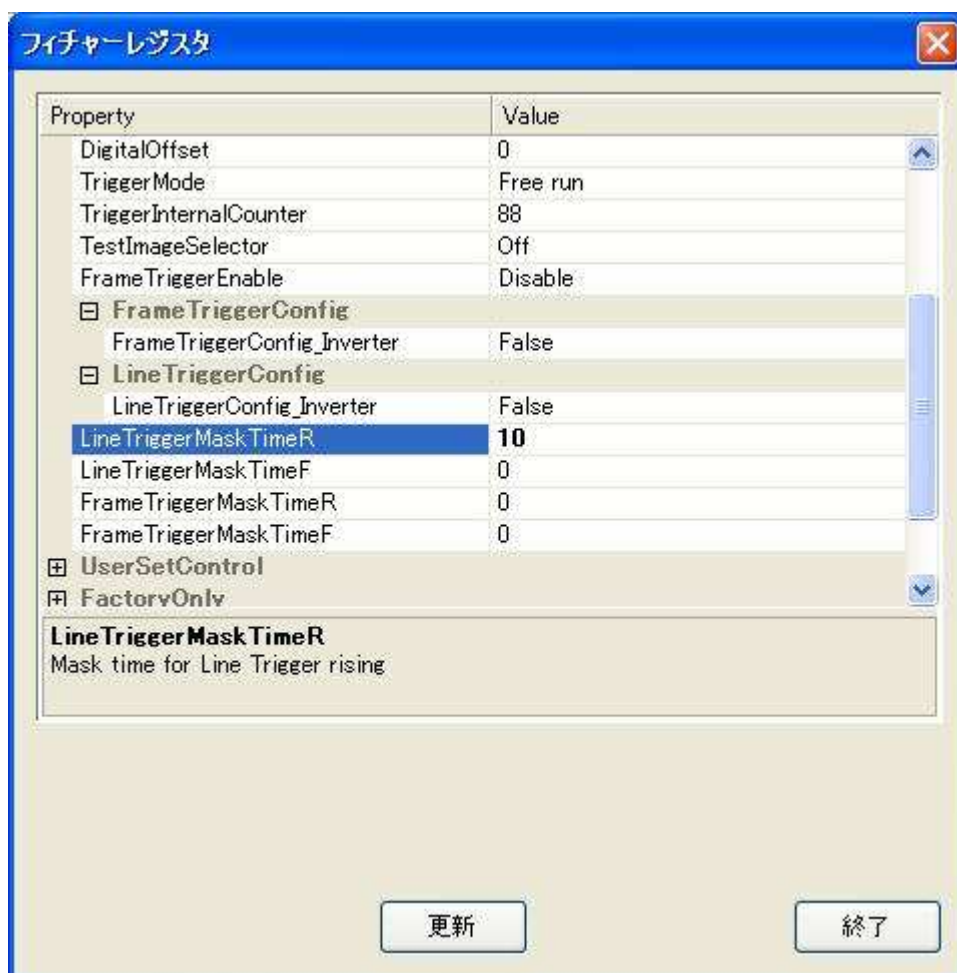 フィチャーレジスタ
Property Value
DigitalOffset 0
TriggerMode Free run
TriggerInternalCounter 88
TestImageSelector Off
FrameTriggerEnable Disable
FrameTriggerConfig
FrameTriggerConfig_Inverter False
LineTriggerConfig
LineTriggerConfig_Inverter False
LineTriggerMaskTimeR 10
LineTriggerMaskTimeF 0
FrameTriggerMaskTimeR 0
FrameTriggerMaskTimeF 0
UserSetControl
FactoryOnly
LineTriggerMaskTimeR
Mask time for Line Trigger rising
更新 終了